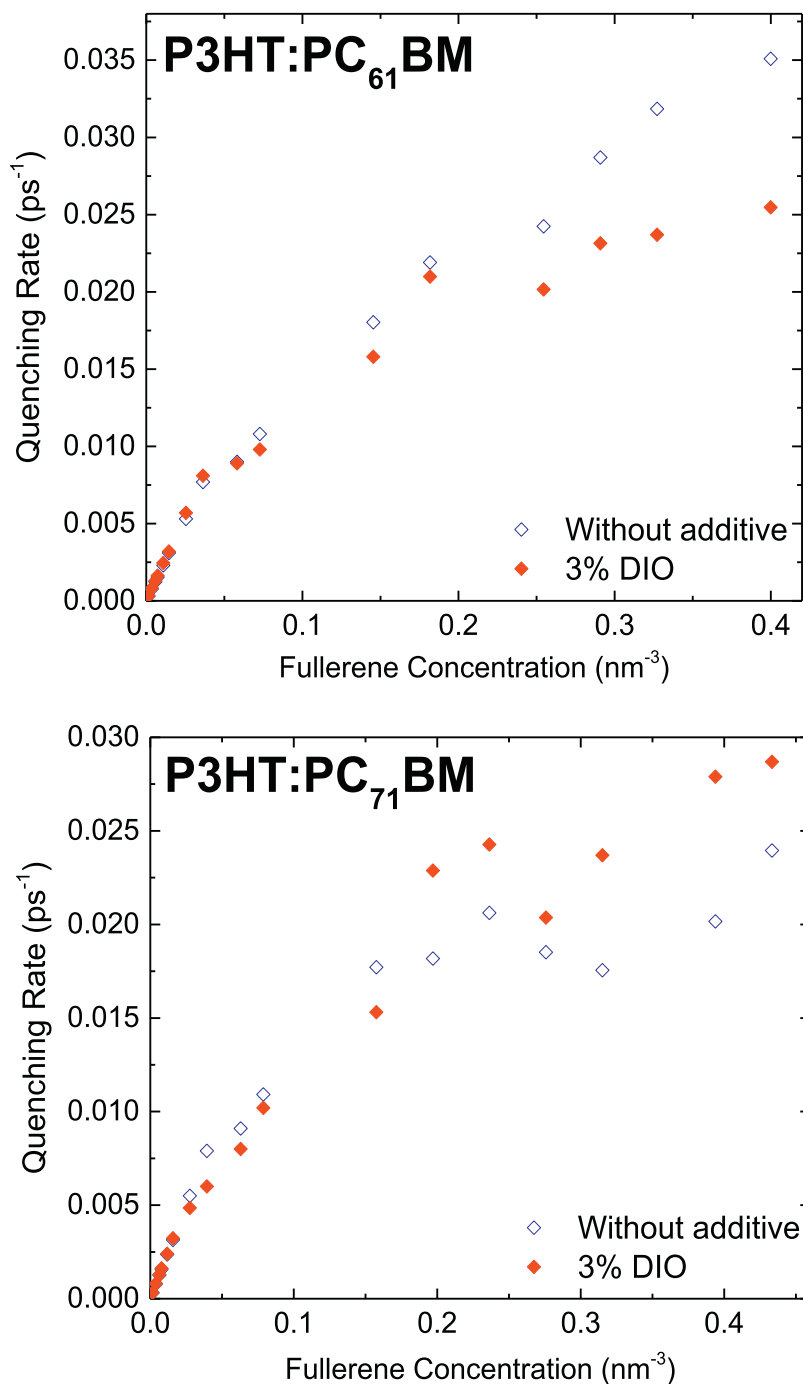 P3HT:PC61BM
0.035
0.030
0.025
0.020
0.015
0.010
0.005
0.000
Quenching Rate (ps-1)
Without additive
3% DIO
0.0 0.1 0.2 0.3 0.4
Fullerene Concentration (nm-3)
P3HT:PC71BM
0.030
0.025
0.020
0.015
0.010
0.005
0.000
Quenching Rate (ps-1)
Without additive
3% DIO
0.0 0.1 0.2 0.3 0.4
Fullerene Concentration (nm-3)